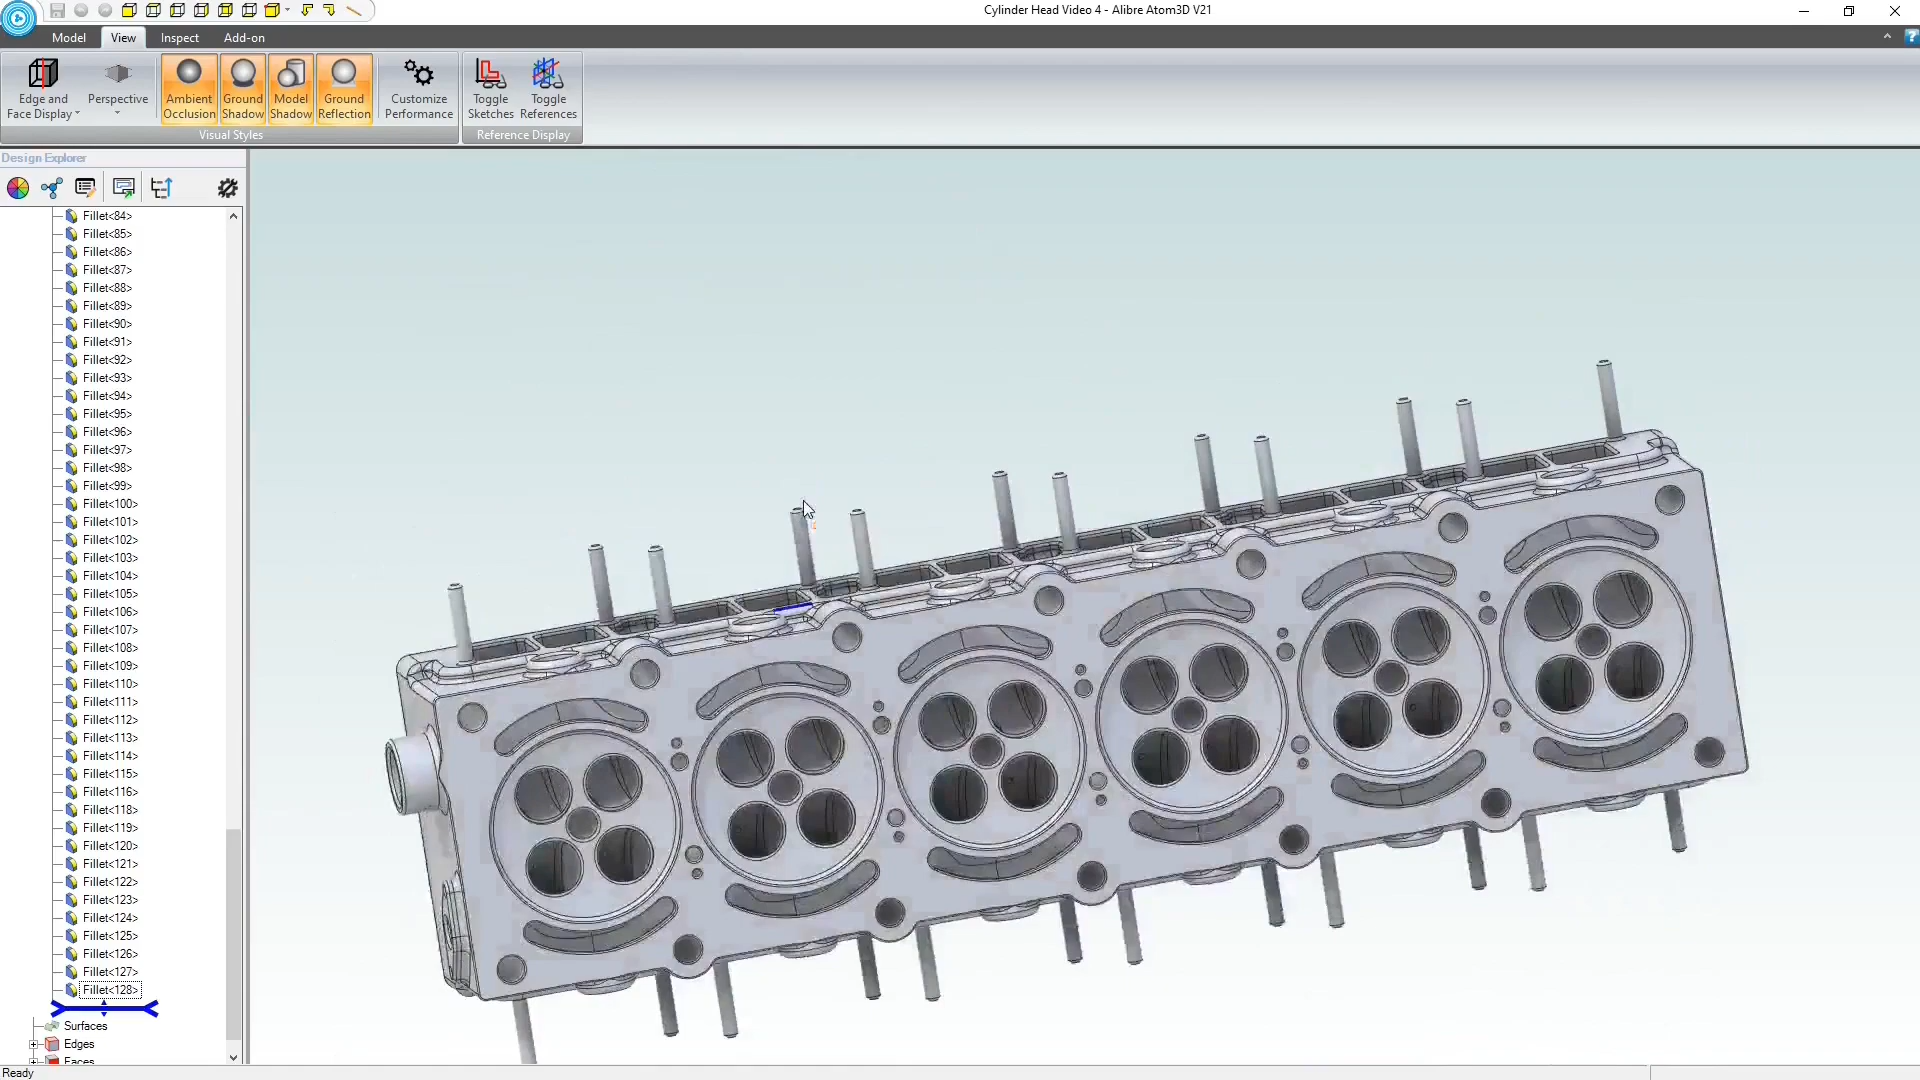 Cylinder Head Video 4 - Alibre Atom3D V21
Model View Inspect Add-on
Edge and Face Display
Perspective
Ambient Occlusion
Ground Shadow
Model Shadow
Ground Reflection
Customize Performance
Toggle Sketches
Toggle References
Visual Styles
Reference Display
Design Explorer
Fillet<84>
Fillet<85>
Fillet<86>
Fillet<87>
Fillet<88>
Fillet<89>
Fillet<90>
Fillet<91>
Fillet<92>
Fillet<93>
Fillet<94>
Fillet<95>
Fillet<96>
Fillet<97>
Fillet<98>
Fillet<99>
Fillet<100>
Fillet<101>
Fillet<102>
Fillet<103>
Fillet<104>
Fillet<105>
Fillet<106>
Fillet<107>
Fillet<108>
Fillet<109>
Fillet<110>
Fillet<111>
Fillet<112>
Fillet<113>
Fillet<114>
Fillet<115>
Fillet<116>
Fillet<118>
Fillet<119>
Fillet<120>
Fillet<121>
Fillet<122>
Fillet<123>
Fillet<124>
Fillet<125>
Fillet<126>
Fillet<127>
Fillet<128>
Surfaces
Edges
Faces
Ready